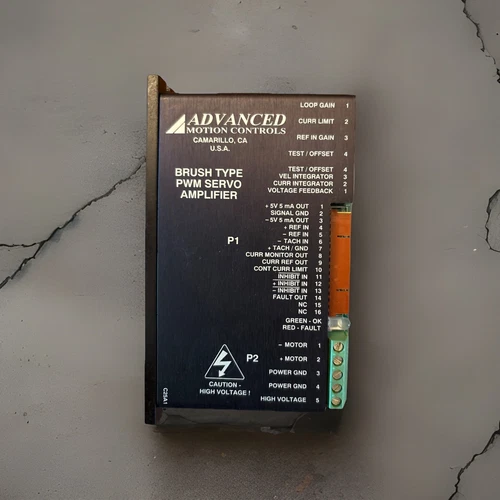 ADVANCED
MOTION CONTROLS
CAMARILLO, CA
U.S.A.
BRUSH TYPE
PWM SERVO
AMPLIFIER
LOOP GAIN 1
CURR LIMIT 2
REF IN GAIN 3
TEST / OFFSET 4
TEST / OFFSET 4
VEL INTEGRATOR 3
CURR INTEGRATOR 2
VOLTAGE FEEDBACK 1
P1
+ 5V 5 mA OUT 1
SIGNAL GND 2
– 5V 5 mA OUT 3
+ REF IN 4
– REF IN 5
– TACH IN 6
+ TACH / GND 7
CURR MONITOR OUT 8
CURR REF OUT 9
CONT CURR LIMIT 10
INHIBIT IN 11
+ INHIBIT IN 12
– INHIBIT IN 13
FAULT OUT 14
NC 15
NC 16
GREEN - OK
RED - FAULT
P2
– MOTOR 1
+ MOTOR 2
POWER GND 3
POWER GND 4
HIGH VOLTAGE 5
CAUTION -
HIGH VOLTAGE !
C25A1